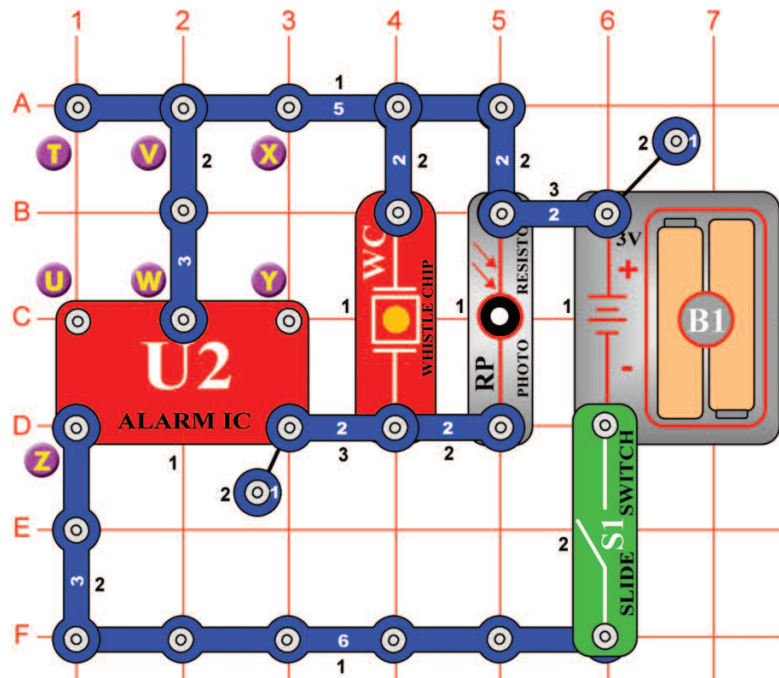 1 2 3 4 5 6 7
A
1
5
T V X
2
2 2
2 2
2 1
B
3
2
3V
+
3
U W Y
WC
WHISTLE CHIP
1
RESISTOR
PHOTO
RP
1
1
B1
-
C
U2
ALARM IC
D
2 2
3 2
Z
1
2 1
E
3 2
2
S1
SLIDE SWITCH
F
6
1